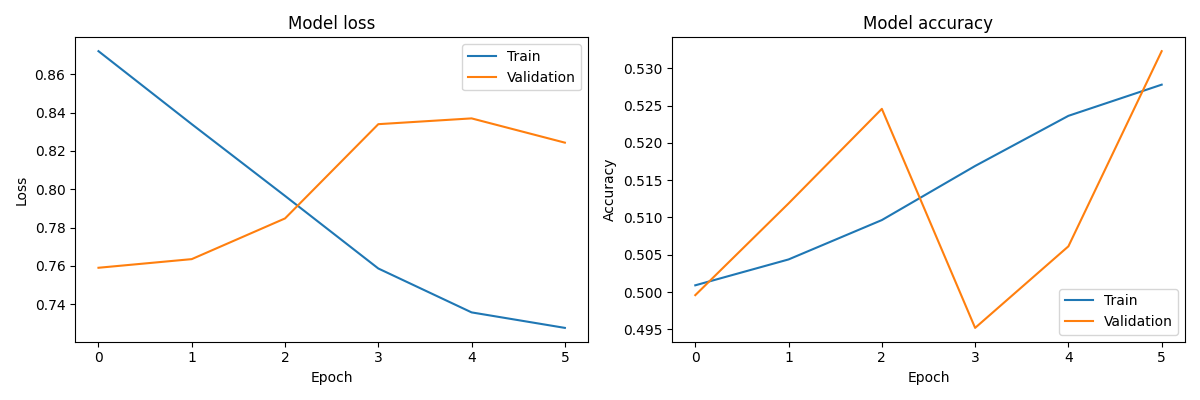 Model loss
Train
Validation
0.86
0.84
0.82
0.80
0.78
0.76
0.74
Loss
0 1 2 3 4 5
Epoch
Model accuracy
0.530
0.525
0.520
0.515
0.510
0.505
0.500
0.495
Accuracy
Train
Validation
0 1 2 3 4 5
Epoch